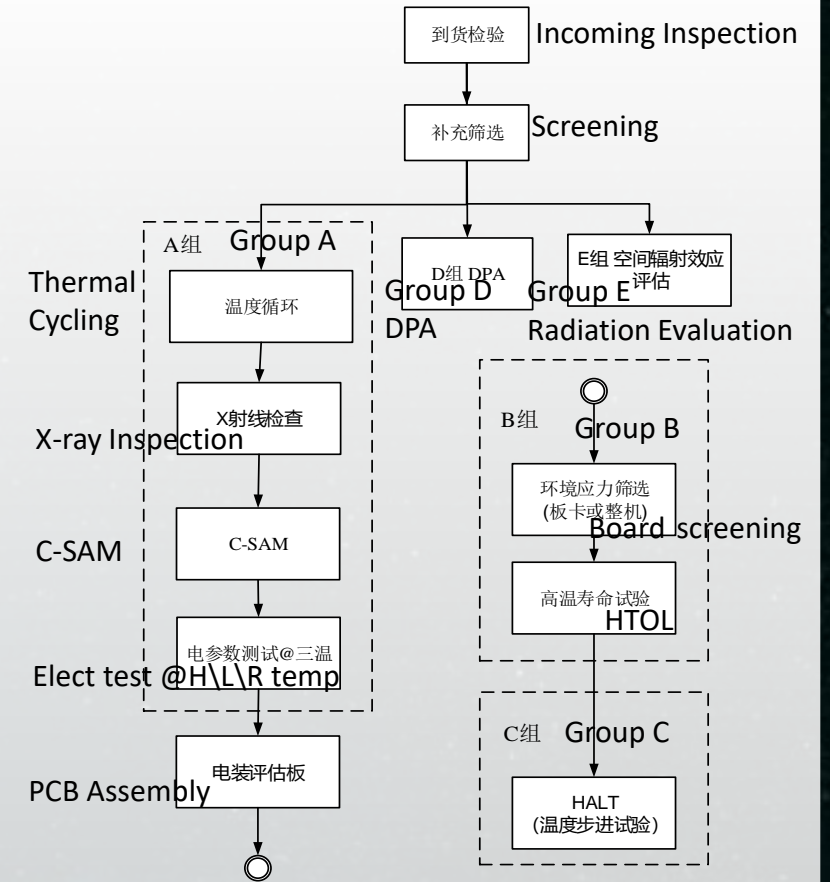 到货检验
Incoming Inspection
补充筛选
Screening
A组
Group A
Thermal
Cycling
温度循环
D组 DPA
Group D
DPA
E组 空间辐射效应
评估
Group E
Radiation Evaluation
X射线检查
X-ray Inspection
C-SAM
C-SAM
电参数测试@三温
Elect test @H\L\R temp
电装评估板
PCB Assembly
B组
Group B
环境应力筛选
(板卡或整机)
Board screening
高温寿命试验
HTOL
C组
Group C
HALT
(温度步进试验)